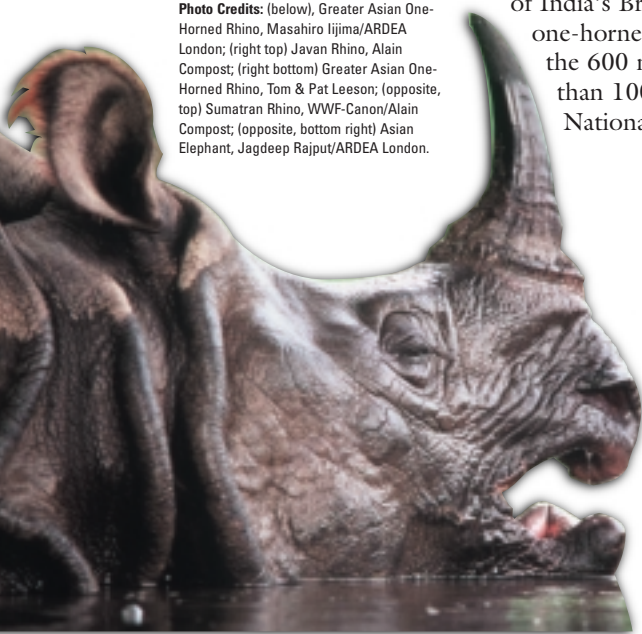 Photo Credits: (below), Greater Asian One-
Horned Rhino, Masahiro Iijima/ARDEA
London; (right top) Javan Rhino, Alain
Compost; (right bottom) Greater Asian One-
Horned Rhino, Tom & Pat Leeson; (opposite,
top) Sumatran Rhino, WWF-Canon/Alain
Compost; (opposite, bottom right) Asian
Elephant, Jagdeep Rajput/ARDEA London.
of India's Br
one-horne
the 600
than 100
Nationa